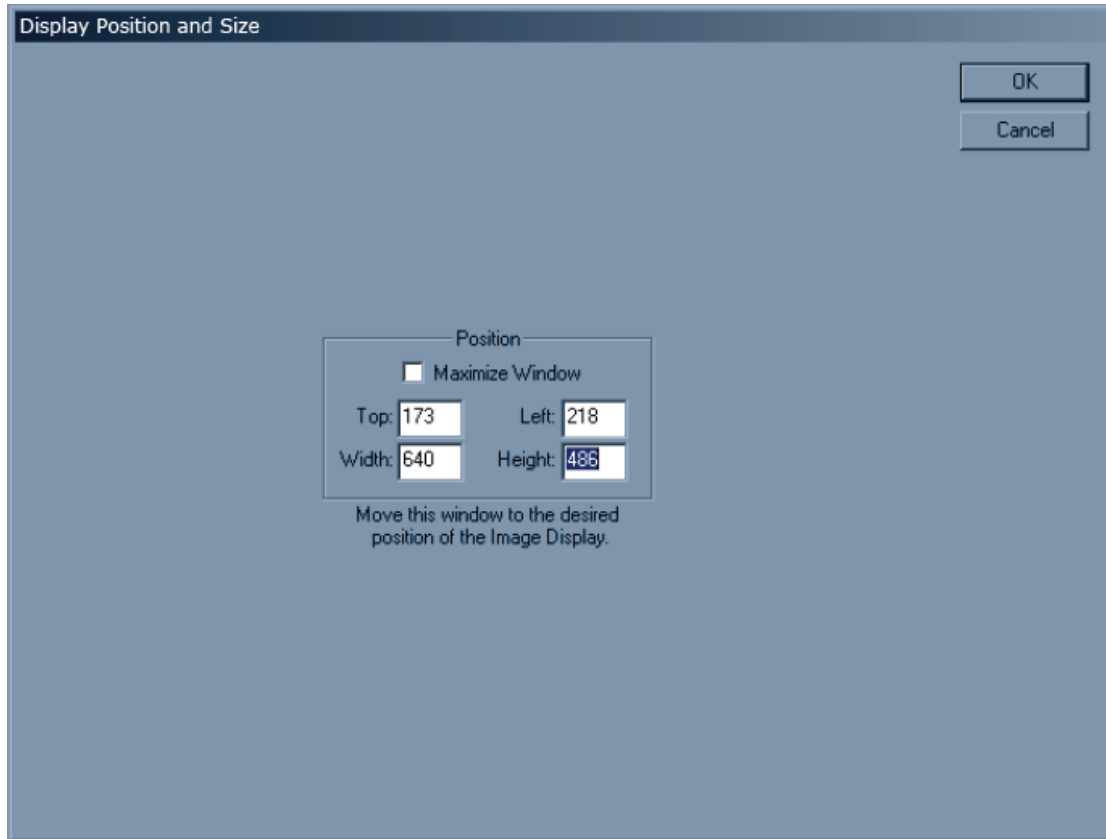 Display Position and Size
OK
Cancel
Position
Maximize Window
Top: 173 Left: 218
Width: 640 Height: 486
Move this window to the desired
position of the Image Display.